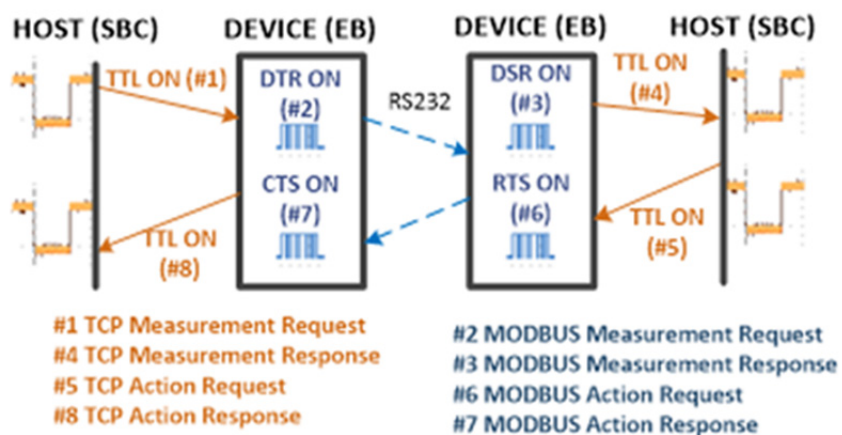 HOST (SBC) DEVICE (EB) DEVICE (EB) HOST (SBC)
TTL ON (#1)
DTR ON
(#2)
RS232
DSR ON
(#3)
TTL ON
(#4)
CTS ON
(#7)
RTS ON
(#6)
TTL ON
(#8)
TTL ON
(#5)
#1 TCP Measurement Request
#4 TCP Measurement Response
#5 TCP Action Request
#8 TCP Action Response
#2 MODBUS Measurement Request
#3 MODBUS Measurement Response
#6 MODBUS Action Request
#7 MODBUS Action Response